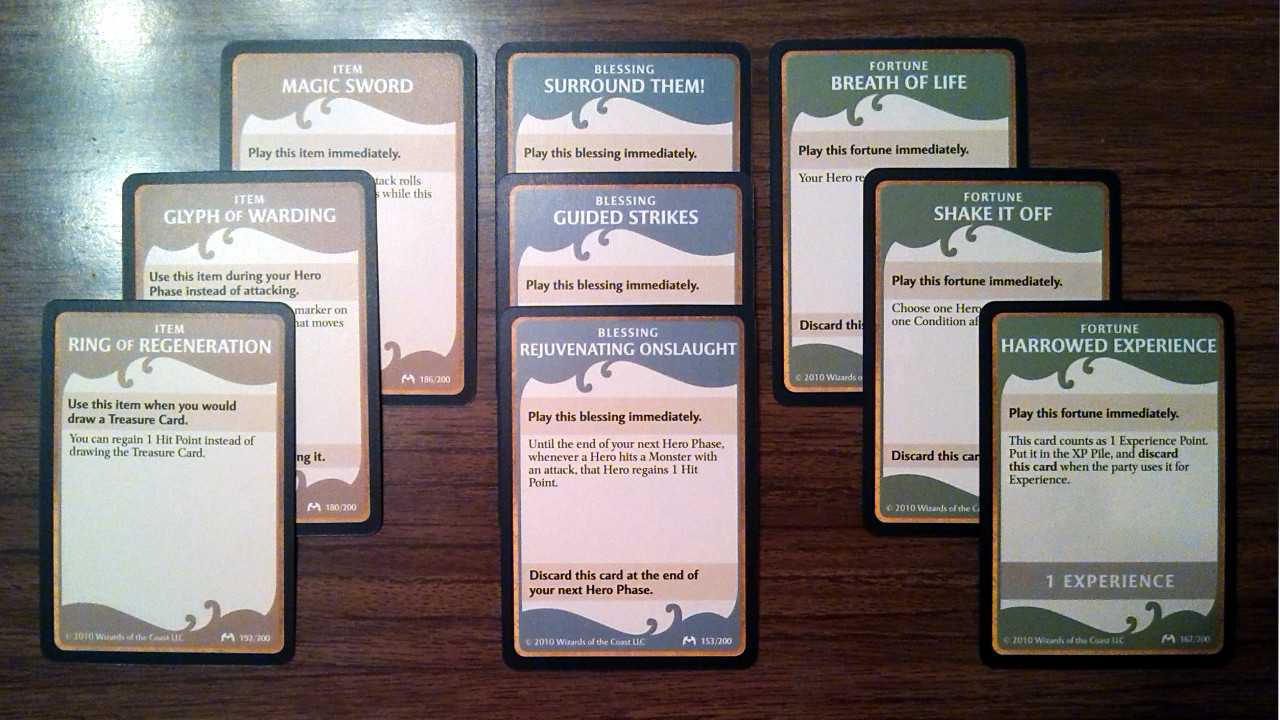 ITEM
MAGIC SWORD
Play this item immediately.
tack rolls
s while this
186/200
ITEM
GLYPH OF WARDING
Use this item during your Hero
Phase instead of attacking.
marker on
hat moves
ng it.
180/200
ITEM
RING OF REGENERATION
Use this item when you would
draw a Treasure Card.
You can regain 1 Hit Point instead of
drawing the Treasure Card.
© 2010 Wizards of the Coast LLC
192/200
BLESSING
SURROUND THEM!
Play this blessing immediately.
BLESSING
GUIDED STRIKES
Play this blessing immediately.
BLESSING
REJUVENATING ONSLAUGHT
Play this blessing immediately.
Until the end of your next Hero Phase,
whenever a Hero hits a Monster with
an attack, that Hero regains 1 Hit
Point.
Discard this card at the end of
your next Hero Phase.
© 2010 Wizards of the Coast LLC
153/200
FORTUNE
BREATH OF LIFE
Play this fortune immediately.
Your Hero re
Discard this
© 2010 Wizards o
FORTUNE
SHAKE IT OFF
Play this fortune immediately.
Choose one Hero
one Condition af
Discard this car
© 2010 Wizards of the C
FORTUNE
HARROWED EXPERIENCE
Play this fortune immediately.
This card counts as 1 Experience Point.
Put it in the XP Pile, and discard
this card when the party uses it for
Experience.
1 EXPERIENCE
© 2010 Wizards of the Coast LLC
167/200